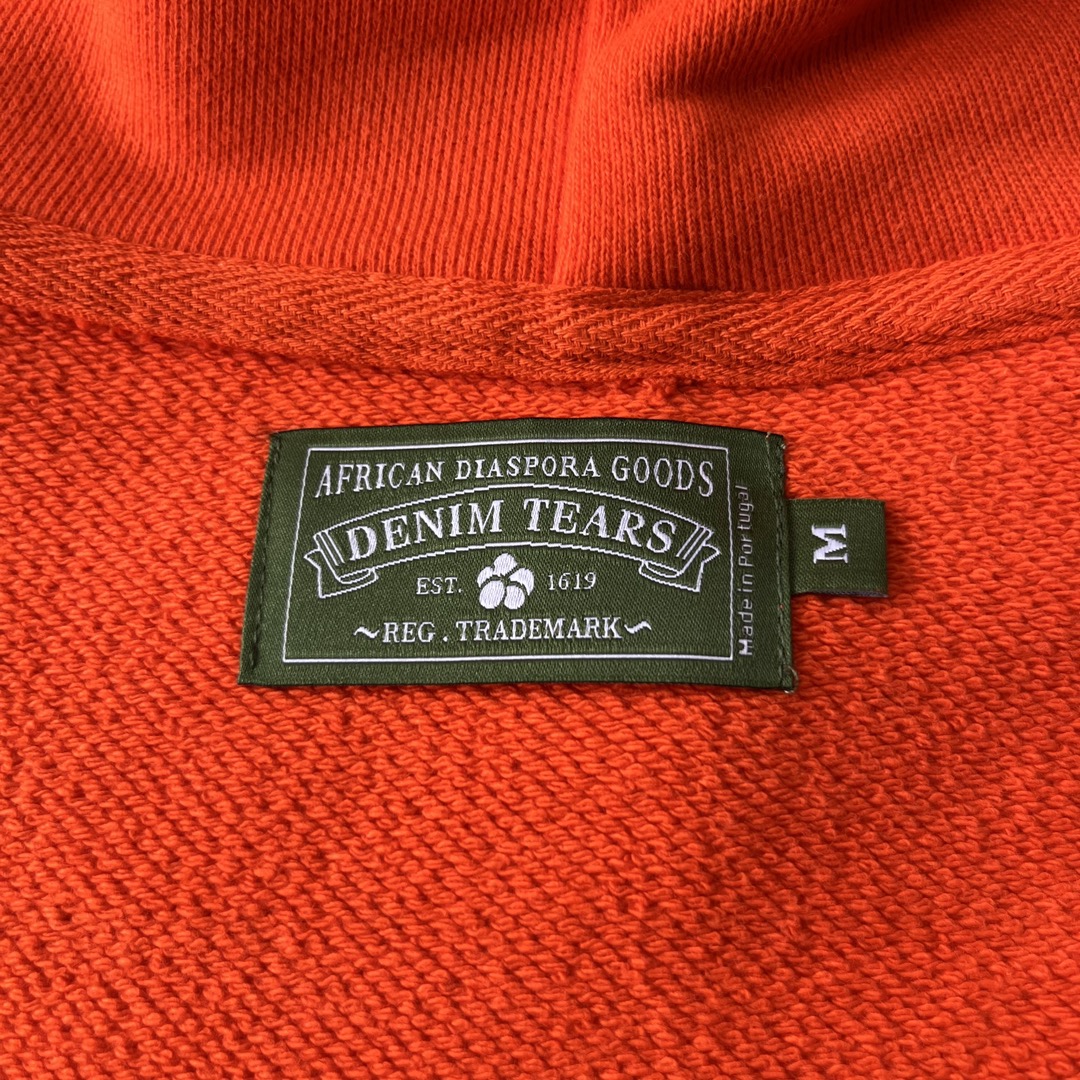 AFRICAN DIASPORA GOODS
DENIM TEARS
EST. 1619
~REG. TRADEMARK~
Made in Portugal
M